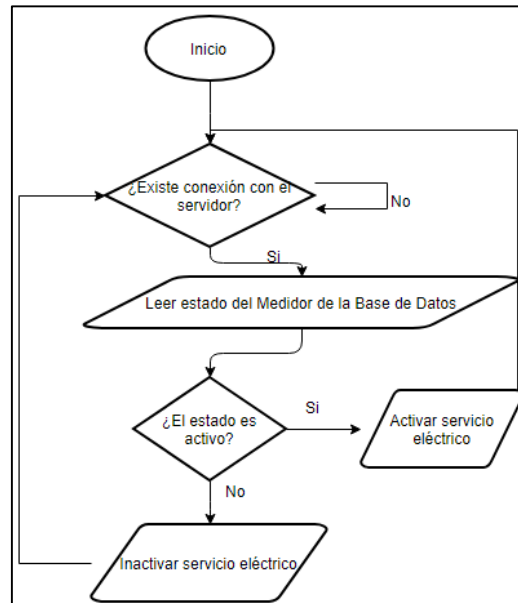 Inicio
¿Existe conexión con el
servidor?
No
Si
Leer estado del Medidor de la Base de Datos
¿El estado es
activo?
Si
Activar servicio
eléctrico
No
Inactivar servicio eléctrico